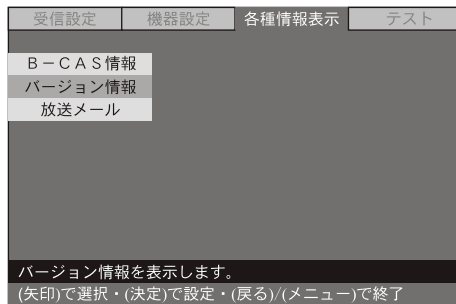 受信設定 機器設定 各種情報表示 テスト
B－CAS情報
バージョン情報
放送メール
バージョン情報を表示します。
(矢印)で選択・(決定)で設定・(戻る)/(メニュー)で終了